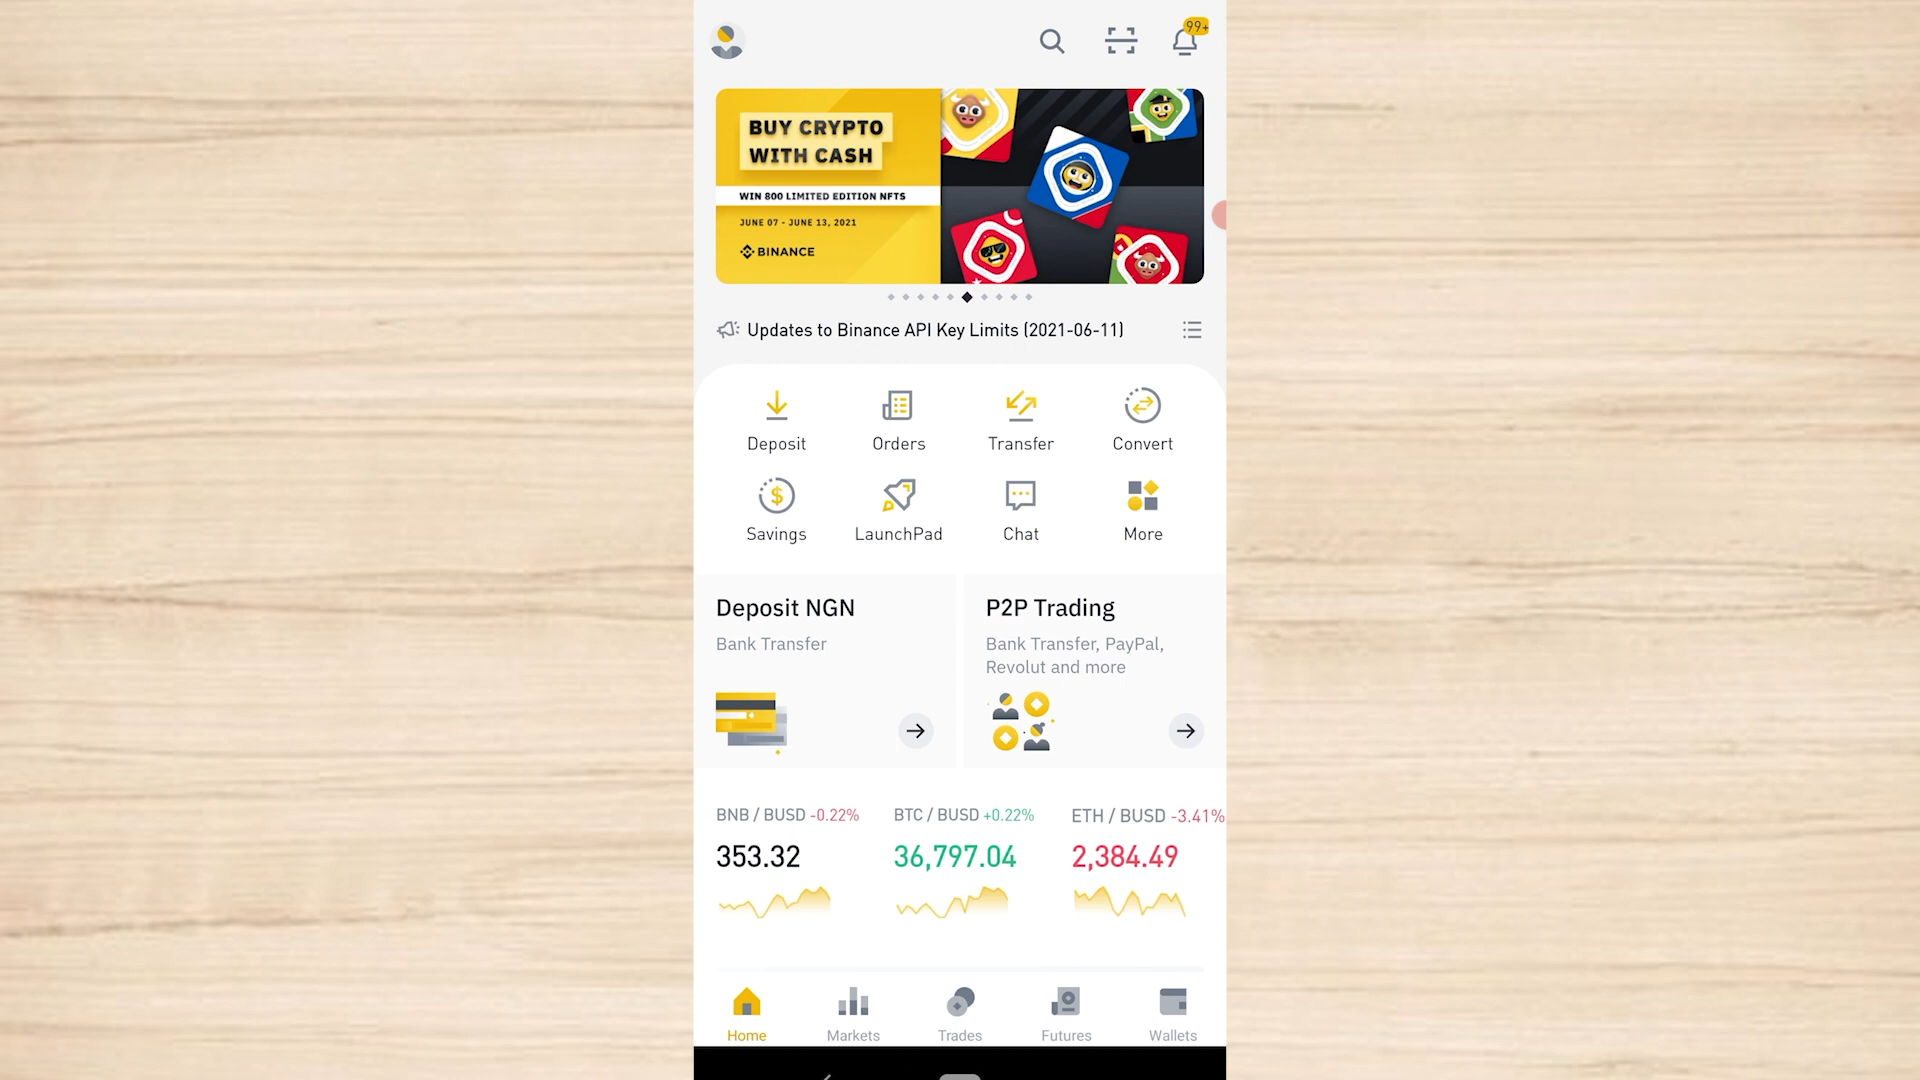 99+
BUY CRYPTO
WITH CASH
WIN 800 LIMITED EDITION NFTS
JUNE 07 - JUNE 13, 2021
BINANCE
Updates to Binance API Key Limits (2021-06-11)
Deposit Orders Transfer Convert
Savings LaunchPad Chat More
Deposit NGN
Bank Transfer
P2P Trading
Bank Transfer, PayPal,
Revolut and more
BNB / BUSD -0.22%
353.32
BTC / BUSD +0.22%
36,797.04
ETH / BUSD -3.41%
2,384.49
Home Markets Trades Futures Wallets